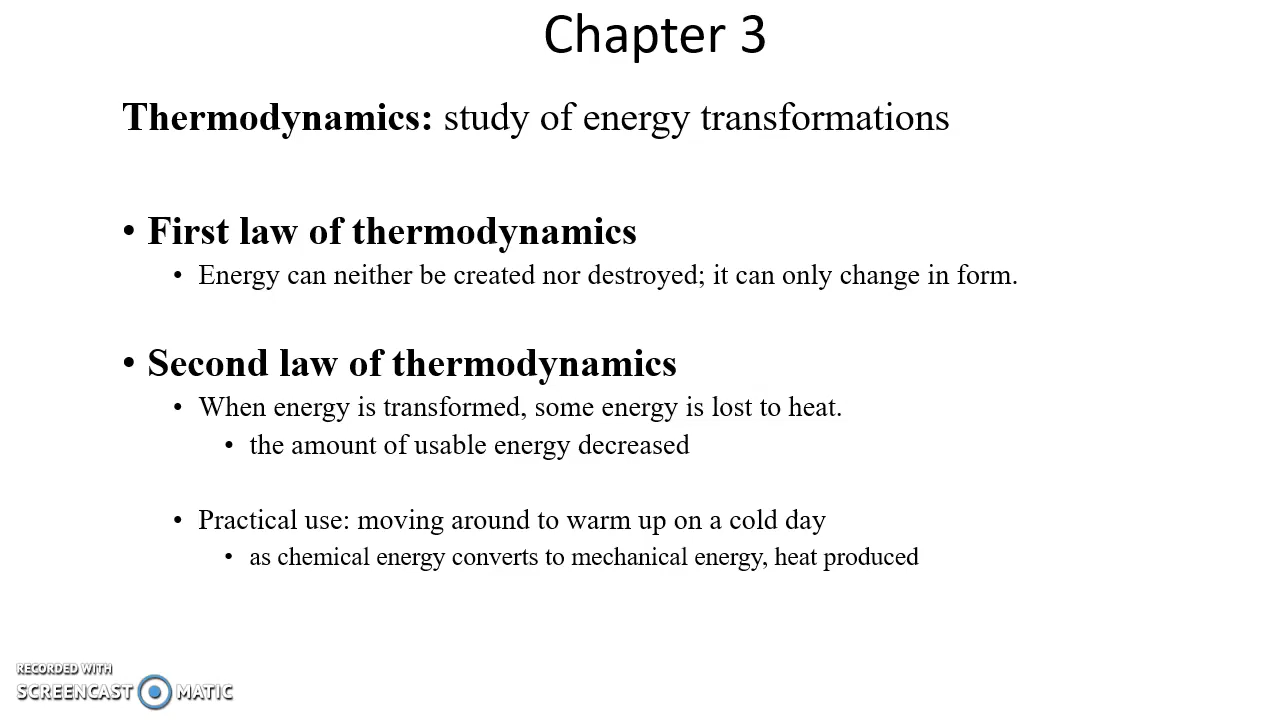 Chapter 3
Thermodynamics: study of energy transformations
• First law of thermodynamics
• Energy can neither be created nor destroyed; it can only change in form.
• Second law of thermodynamics
• When energy is transformed, some energy is lost to heat.
• the amount of usable energy decreased
• Practical use: moving around to warm up on a cold day
• as chemical energy converts to mechanical energy, heat produced
RECORDED WITH
SCREENCAST MATIC